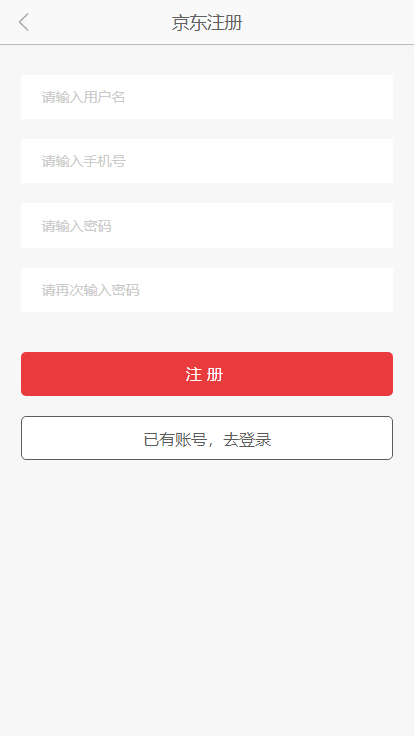 京东注册
请输入用户名
请输入手机号
请输入密码
请再次输入密码
注 册
已有账号，去登录